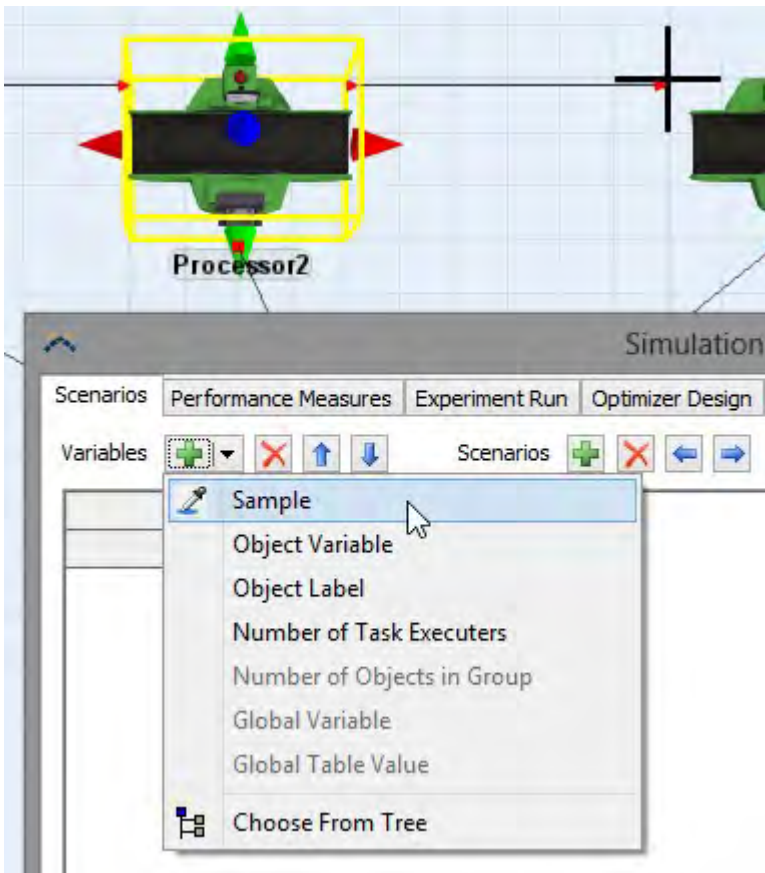 Processor2
Simulation
Scenarios Performance Measures Experiment Run Optimizer Design
Variables Scenarios
Sample
Object Variable
Object Label
Number of Task Executers
Number of Objects in Group
Global Variable
Global Table Value
Choose From Tree